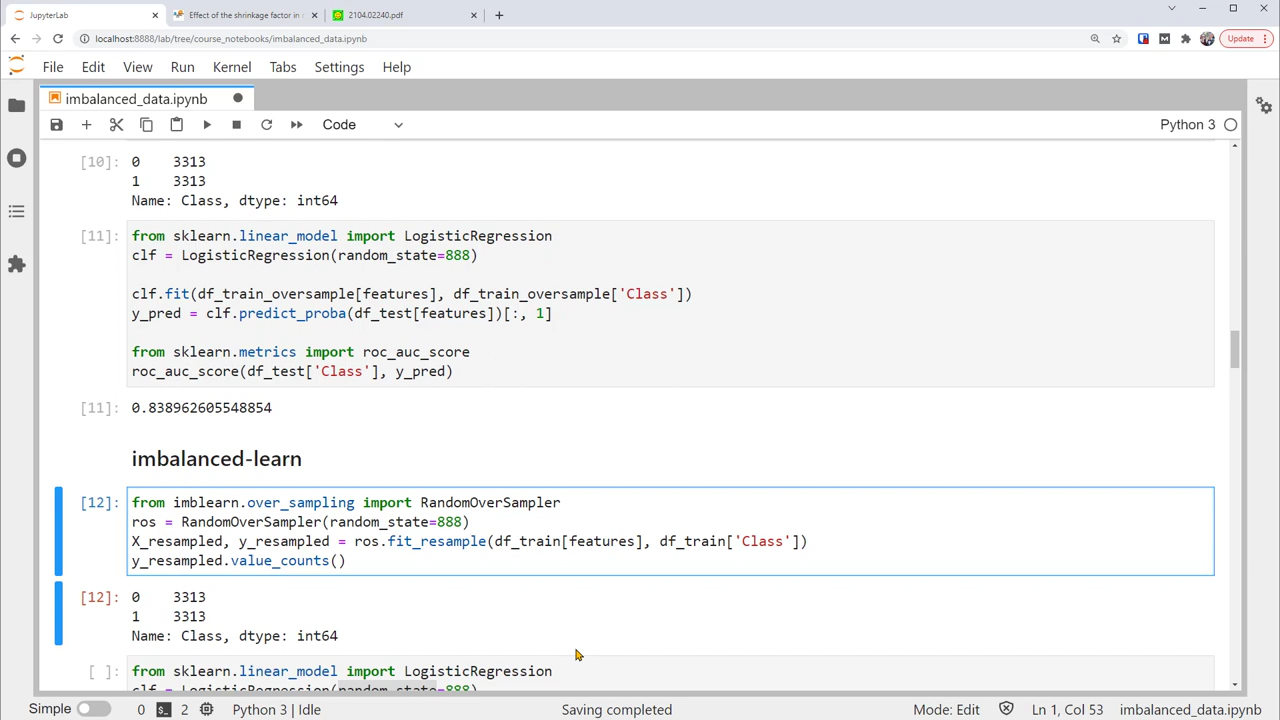 JupyterLab
Effect of the shrinkage factor in
2104.02240.pdf
localhost:8888/lab/tree/course_notebooks/imbalanced_data.ipynb
Update
File Edit View Run Kernel Tabs Settings Help
imbalanced_data.ipynb
Code
Python 3
[10]: 0 3313
1 3313
Name: Class, dtype: int64
[11]: from sklearn.linear_model import LogisticRegression
clf = LogisticRegression(random_state=888)
clf.fit(df_train_oversample[features], df_train_oversample['Class'])
y_pred = clf.predict_proba(df_test[features])[:, 1]
from sklearn.metrics import roc_auc_score
roc_auc_score(df_test['Class'], y_pred)
[11]: 0.838962605548854
imbalanced-learn
[12]: from imblearn.over_sampling import RandomOverSampler
ros = RandomOverSampler(random_state=888)
X_resampled, y_resampled = ros.fit_resample(df_train[features], df_train['Class'])
y_resampled.value_counts()
[12]: 0 3313
1 3313
Name: Class, dtype: int64
[ ]: from sklearn.linear_model import LogisticRegression
clf = LogisticRegression(random_state=888)
Simple 0 2 Python 3 | Idle Saving completed Mode: Edit Ln 1, Col 53 imbalanced_data.ipynb